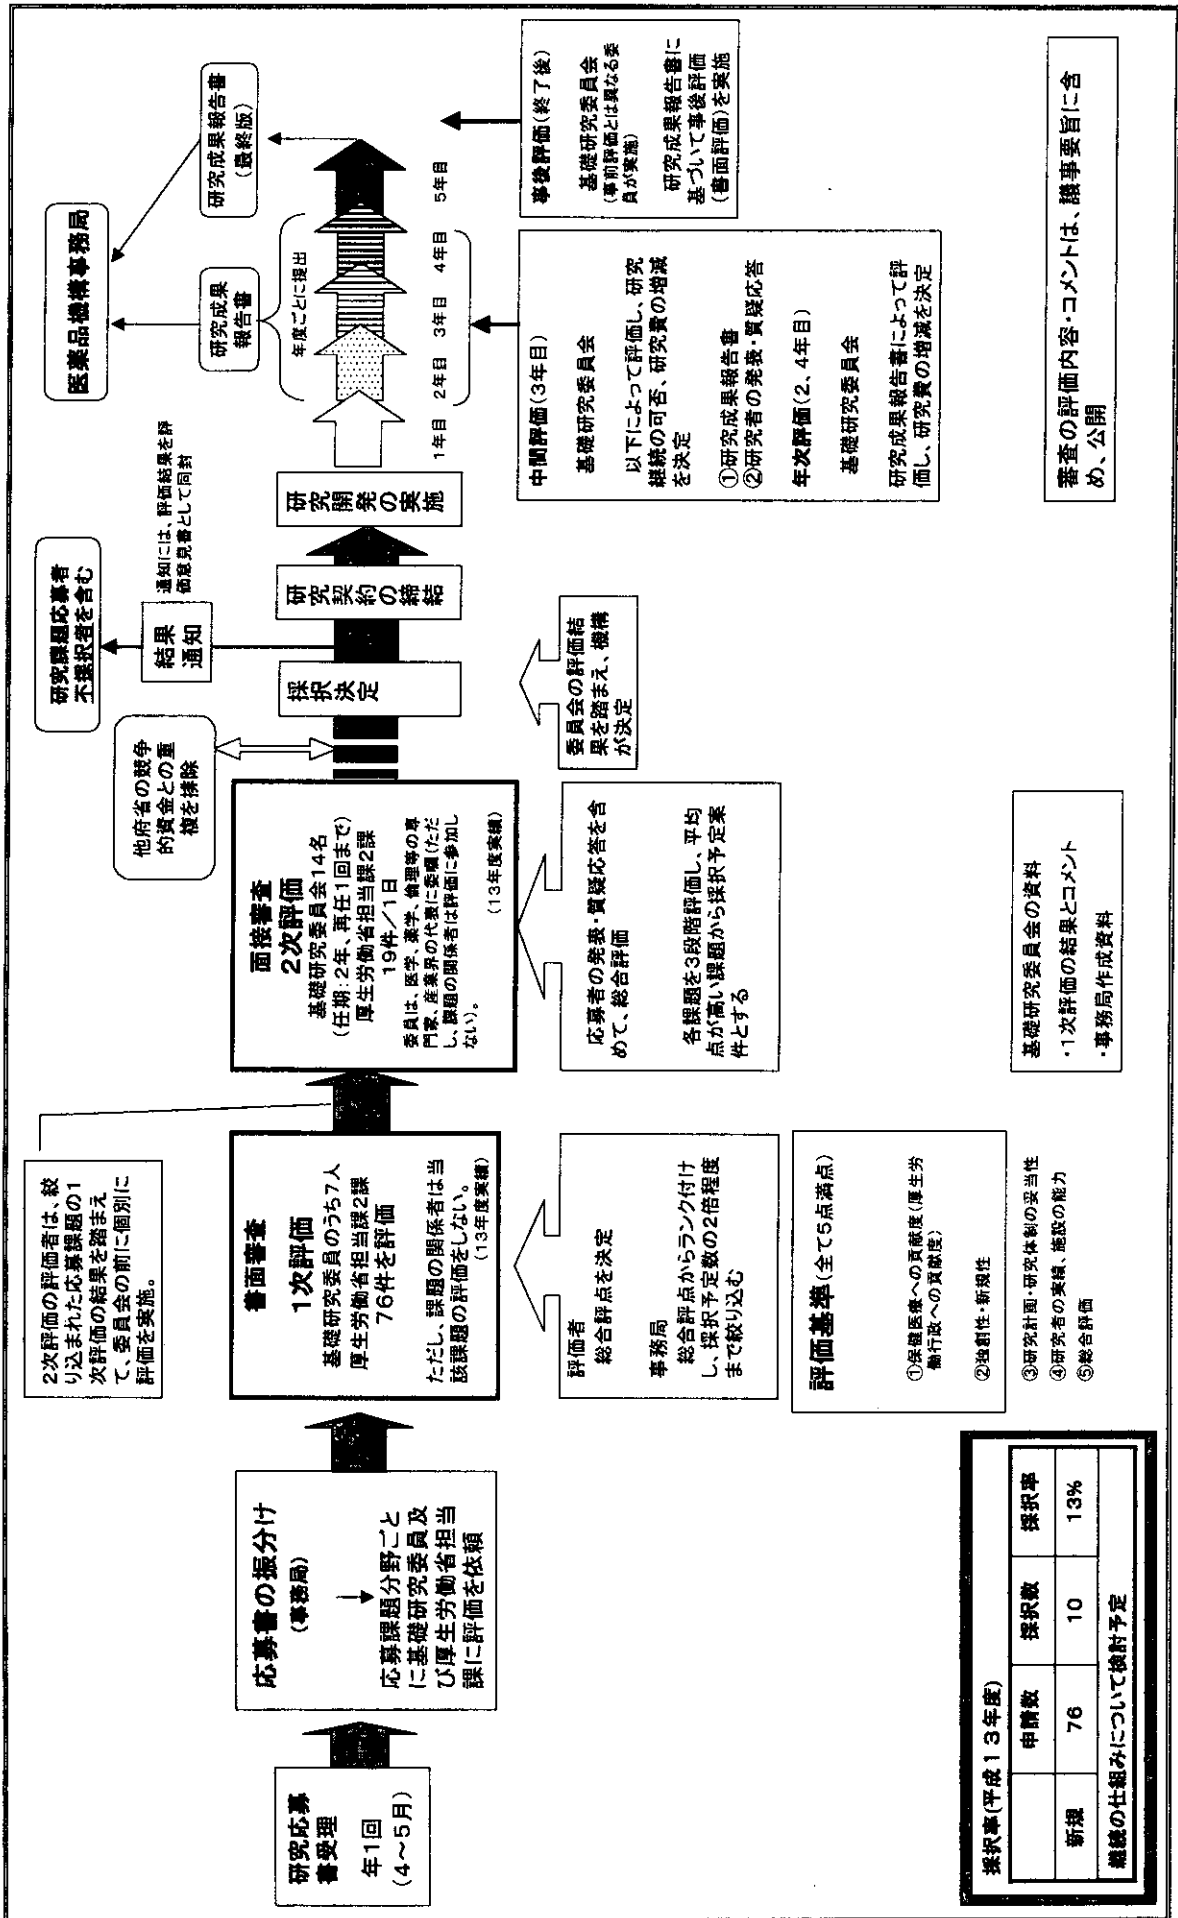 研究応募
書受理
年1回
(4～5月)
応募書の振分け
(事務局)
応募課題分野ごと
に基礎研究委員及
び厚生労働省担当
課に評価を依頼
2次評価の評価者は、絞
り込まれた応募課題の1
次評価の結果を踏まえ
て、委員会の前に個別に
評価を実施。
書面審査
1次評価
基礎研究委員のうち7人
厚生労働省担当課2課
76件を評価
ただし、課題の関係者は当
該課題の評価をしない。
(13年度実績)
評価者
総合評点を決定
事務局
総合評点からランク付け
し、採択予定数の2倍程度
まで絞り込む
評価基準(全て5点満点)
①保健医療への貢献度(厚生労
働行政への貢献度)
②独創性・新規性
③研究計画・研究体制の妥当性
④研究者の実績、施設の能力
⑤総合評価
面接審査
2次評価
基礎研究委員会14名
(任期:2年、再任1回まで)
厚生労働省担当課2課
19件/1日
委員は、医学、薬学、倫理等の専
門家、産業界の代表に委嘱(ただ
し、課題の関係者は評価に参加し
ない)。
(13年度実績)
応募者の発表・質疑応答を含
めて、総合評価
各課題を3段階評価し、平均
点が高い課題から採択予定案
件とする
基礎研究委員会の資料
・1次評価の結果とコメント
・事務局作成資料
他府省の競争
的資金との重
複を排除
採択
決定
委員会の評価結
果を踏まえ、機構
が決定
研究課題応募者
不採択者を含む
結果
通知
通知には、評価結果を評
価意見書として同封
研究
契約
の
締結
研究
開発
の
実施
医薬品機構事務局
研究成果
報告書
研究成果報告書
(最終版)
年度ごとに提出
1年目 2年目 3年目 4年目 5年目
中間評価(3年目)
基礎研究委員会
以下によって評価し、研究
継続の可否、研究費の増減
を決定
①研究成果報告書
②研究者の発表・質疑応答
年次評価(2、4年目)
基礎研究委員会
研究成果報告書によって評
価し、研究費の増減を決定
事後評価(終了後)
基礎研究委員会
(事前評価とは異なる委
員が実施)
研究成果報告書に
基づいて事後評価
(書面評価)を実施
審査の評価内容・コメントは、議事要旨に含
め、公開
採択率(平成13年度)
申請数 採択数 採択率
新規 76 10 13%
継続の仕組みについて検討予定